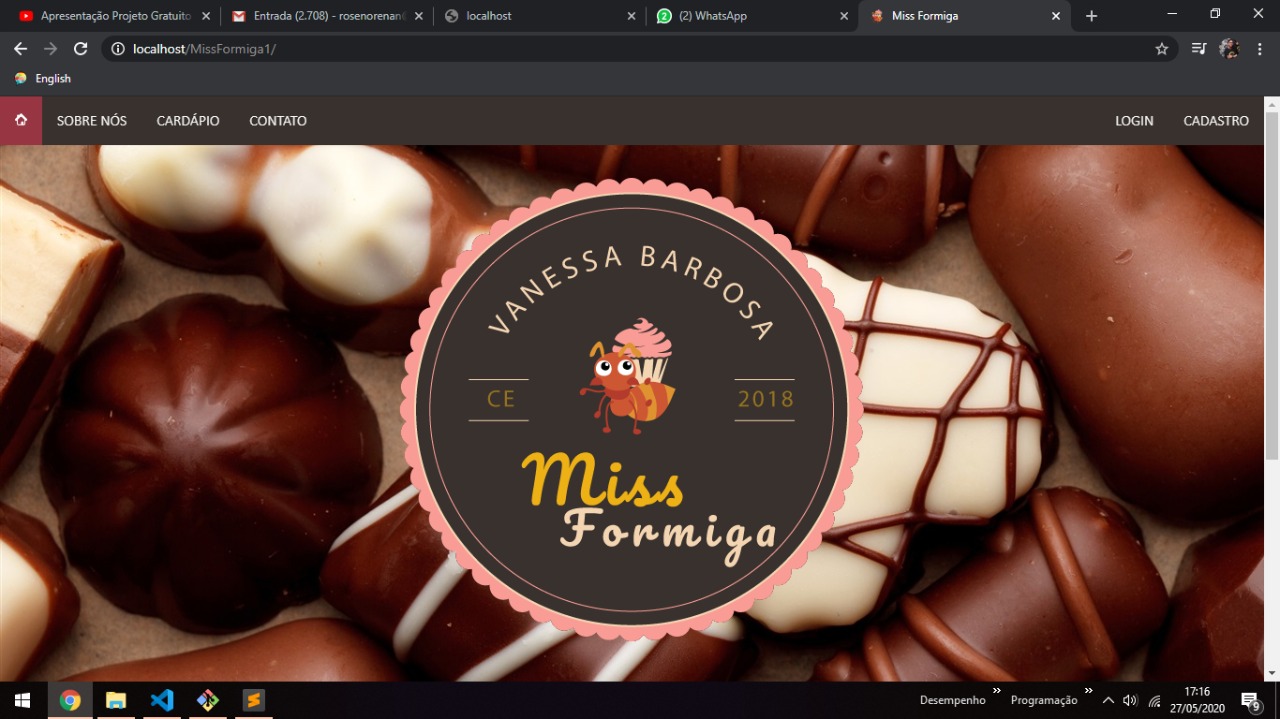 Apresentação Projeto Gratuito
Entrada (2.708) - rosenorenan
localhost
(2) WhatsApp
Miss Formiga
localhost/MissFormiga1/
English
SOBRE NÓS
CARDÁPIO
CONTATO
LOGIN
CADASTRO
VANESSA BARBOSA
CE
2018
Miss
Formiga
Desempenho
Programação
17:16
27/05/2020
9